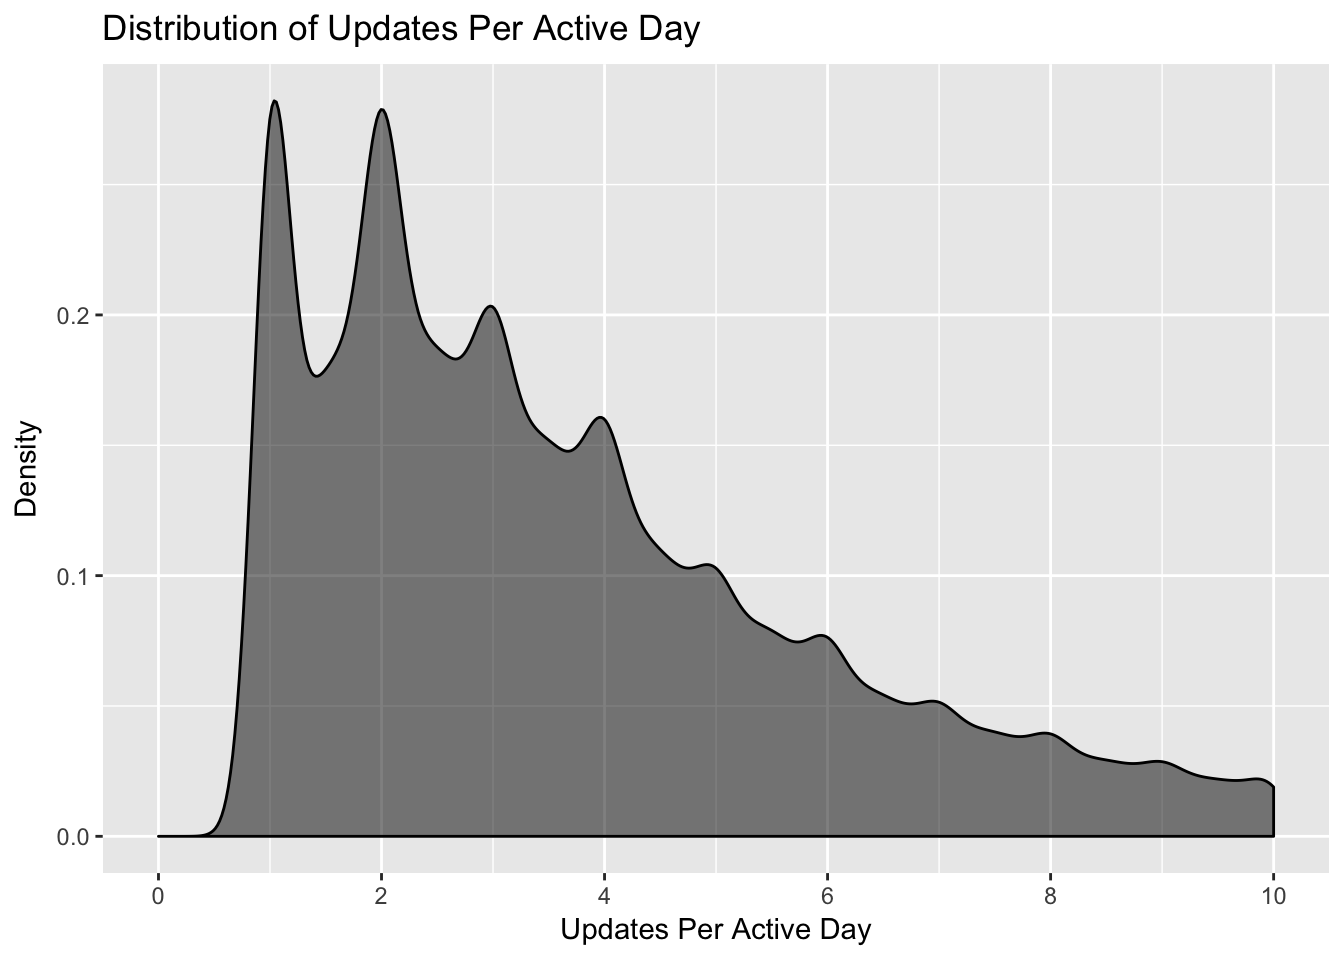 Distribution of Updates Per Active Day
Density
0.2
0.1
0.0
0 2 4 6 8 10
Updates Per Active Day